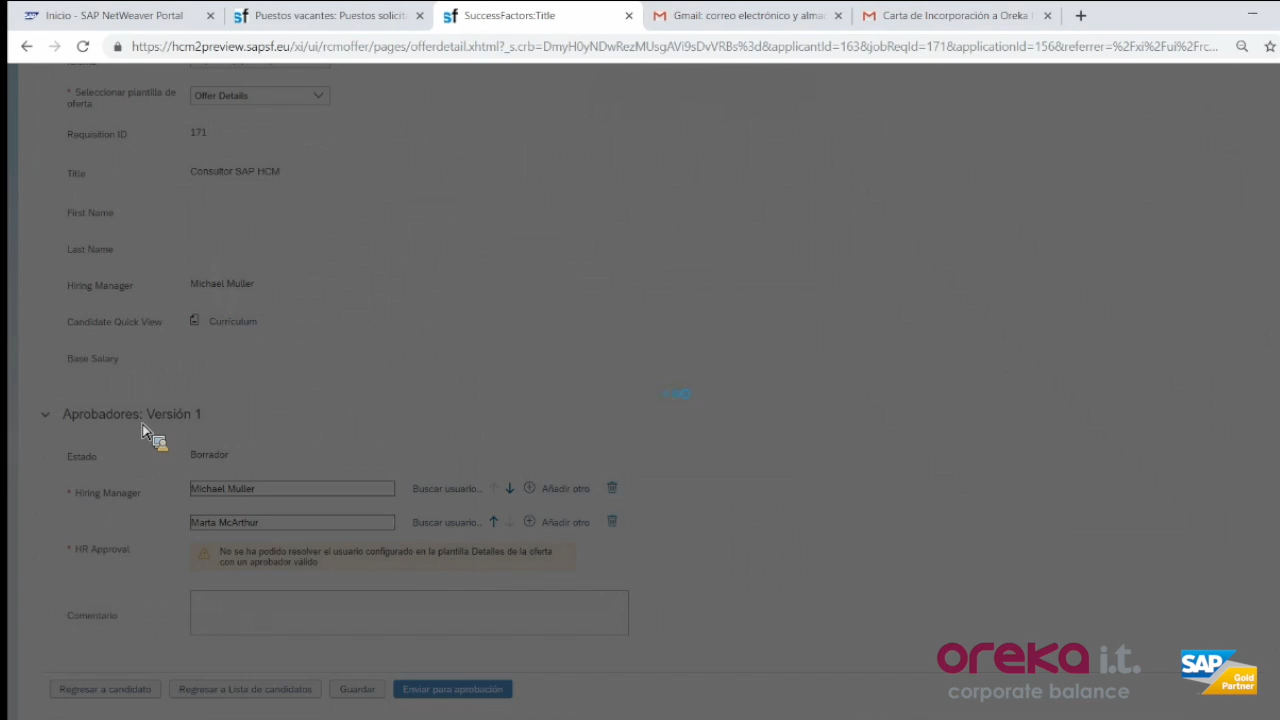 Inicio - SAP NetWeaver Portal
Puestos vacantes: Puestos solicit
SuccessFactors:Title
Gmail: correo electrónico y alma
Carta de Incorporación a Oreka
https://hcm2preview.sapsf.eu/xi/ui/rcmoffer/pages/offerdetail.xhtml?_s.crb=DmyH0yNDwRezMUsgAVi9sDvVRBs%3d&applicantId=163&jobReqId=171&applicationId=156&referrer=%2Fxi%2Fui%2Frc...
* Seleccionar plantilla de
oferta
Offer Details
Requisition ID
171
Title
Consultor SAP HCM
First Name
Last Name
Hiring Manager
Michael Muller
Candidate Quick View
Curriculum
Base Salary
Aprobadores: Versión 1
Estado
Borrador
* Hiring Manager
Michael Muller
Buscar usuario..
Añadir otro
Marta McArthur
Buscar usuario..
Añadir otro
* HR Approval
No se ha podido resolver el usuario configurado en la plantilla Detalles de la oferta
con un aprobador válido
Comentario
Regresar a candidato
Regresar a Lista de candidatos
Guardar
Enviar para aprobación
oreka i.t.
corporate balance
SAP
Gold
Partner